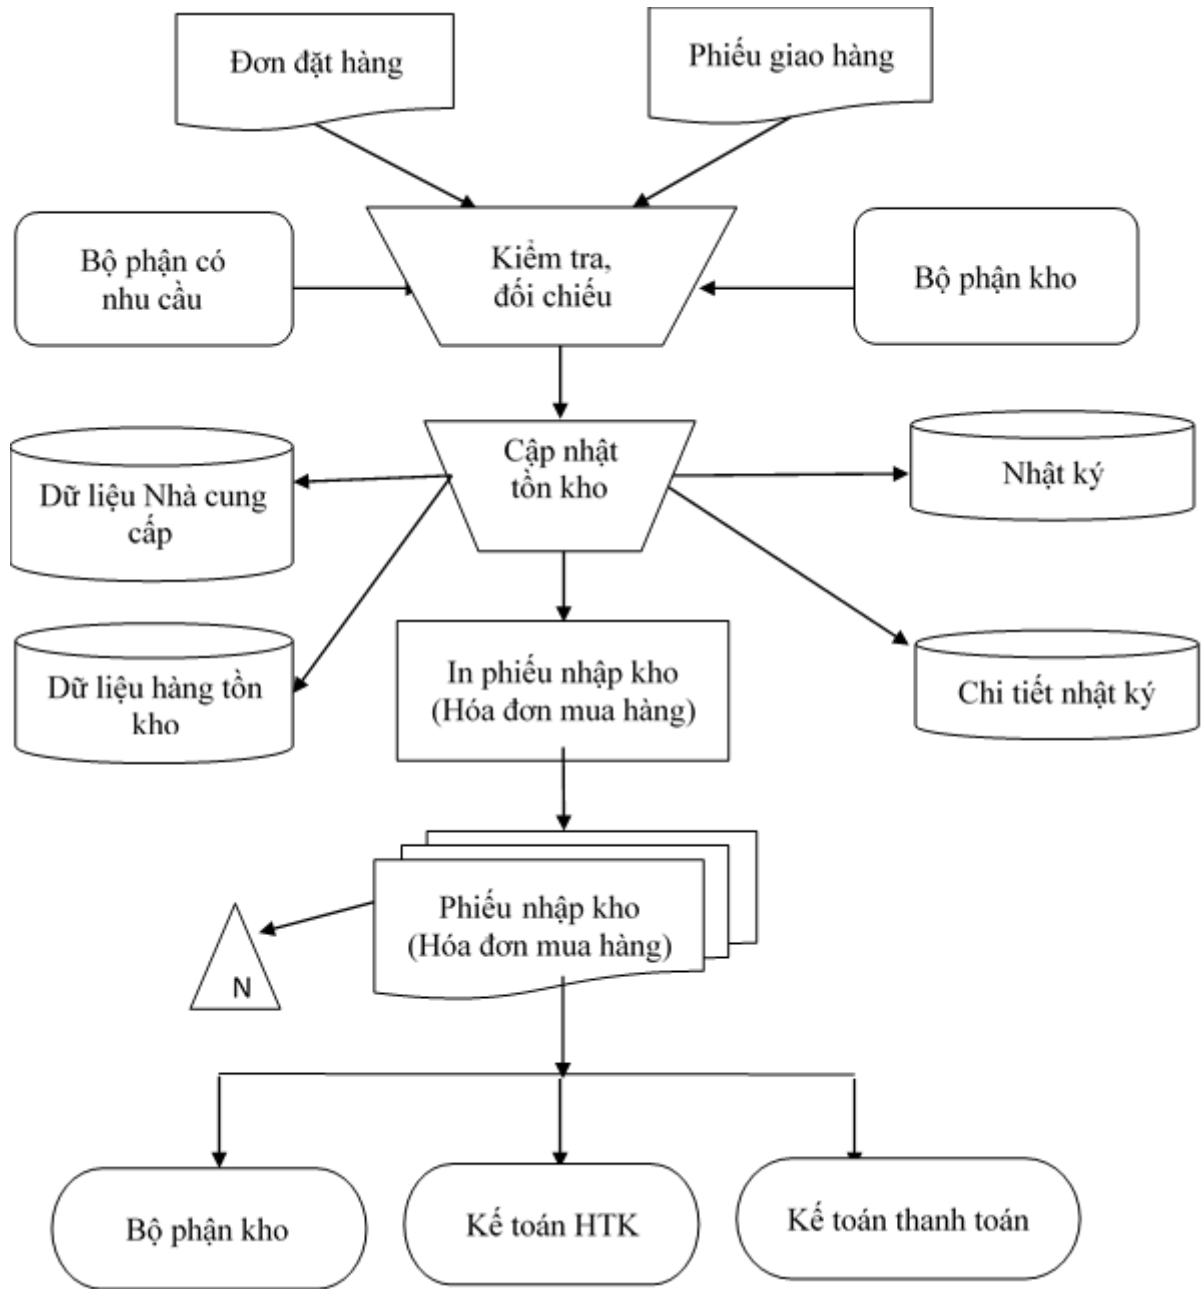 Đơn đặt hàng
Phiếu giao hàng
Bộ phận có
nhu cầu
Kiểm tra,
đối chiếu
Bộ phận kho
Dữ liệu Nhà cung
cấp
Cập nhật
tồn kho
Nhật ký
Dữ liệu hàng tồn
kho
In phiếu nhập kho
(Hóa đơn mua hàng)
Chi tiết nhật ký
Phiếu nhập kho
(Hóa đơn mua hàng)
N
Bộ phận kho
Kế toán HTK
Kế toán thanh toán